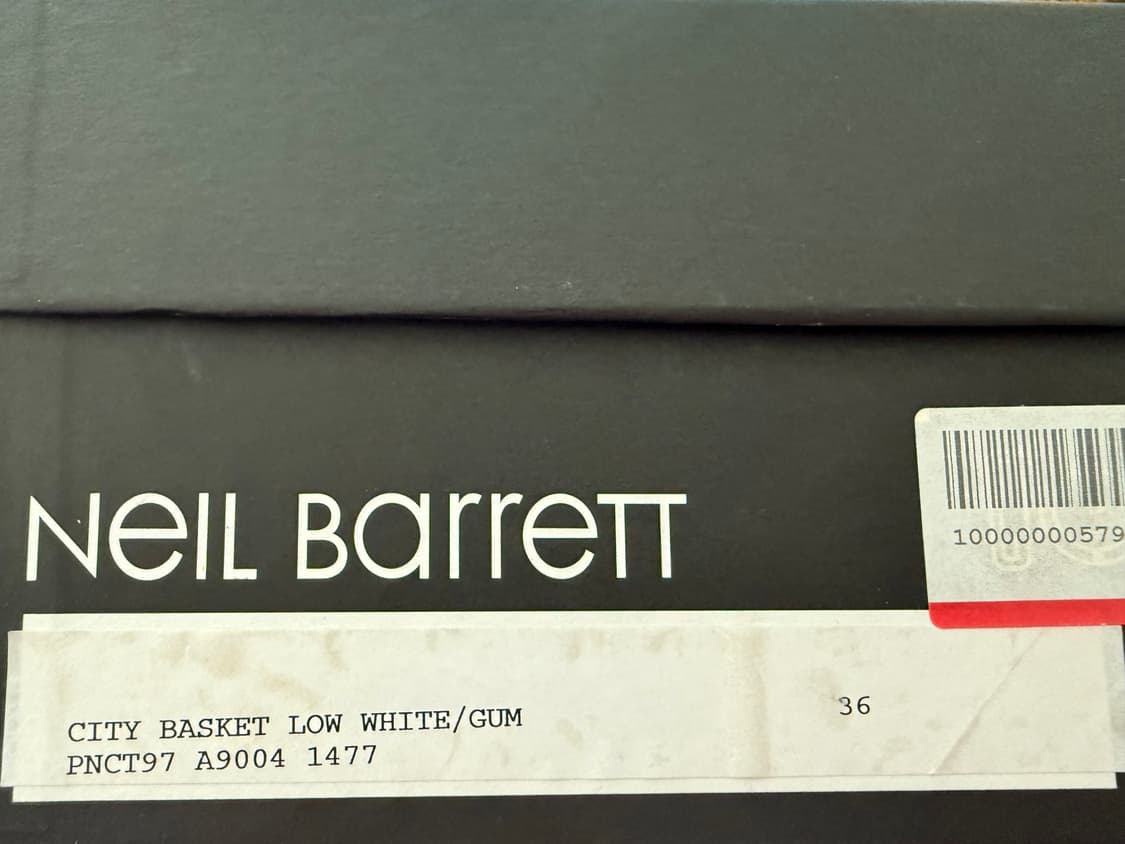 Neil Barrett
10000000579
CITY BASKET LOW WHITE/GUM
36
PNCT97 A9004 1477